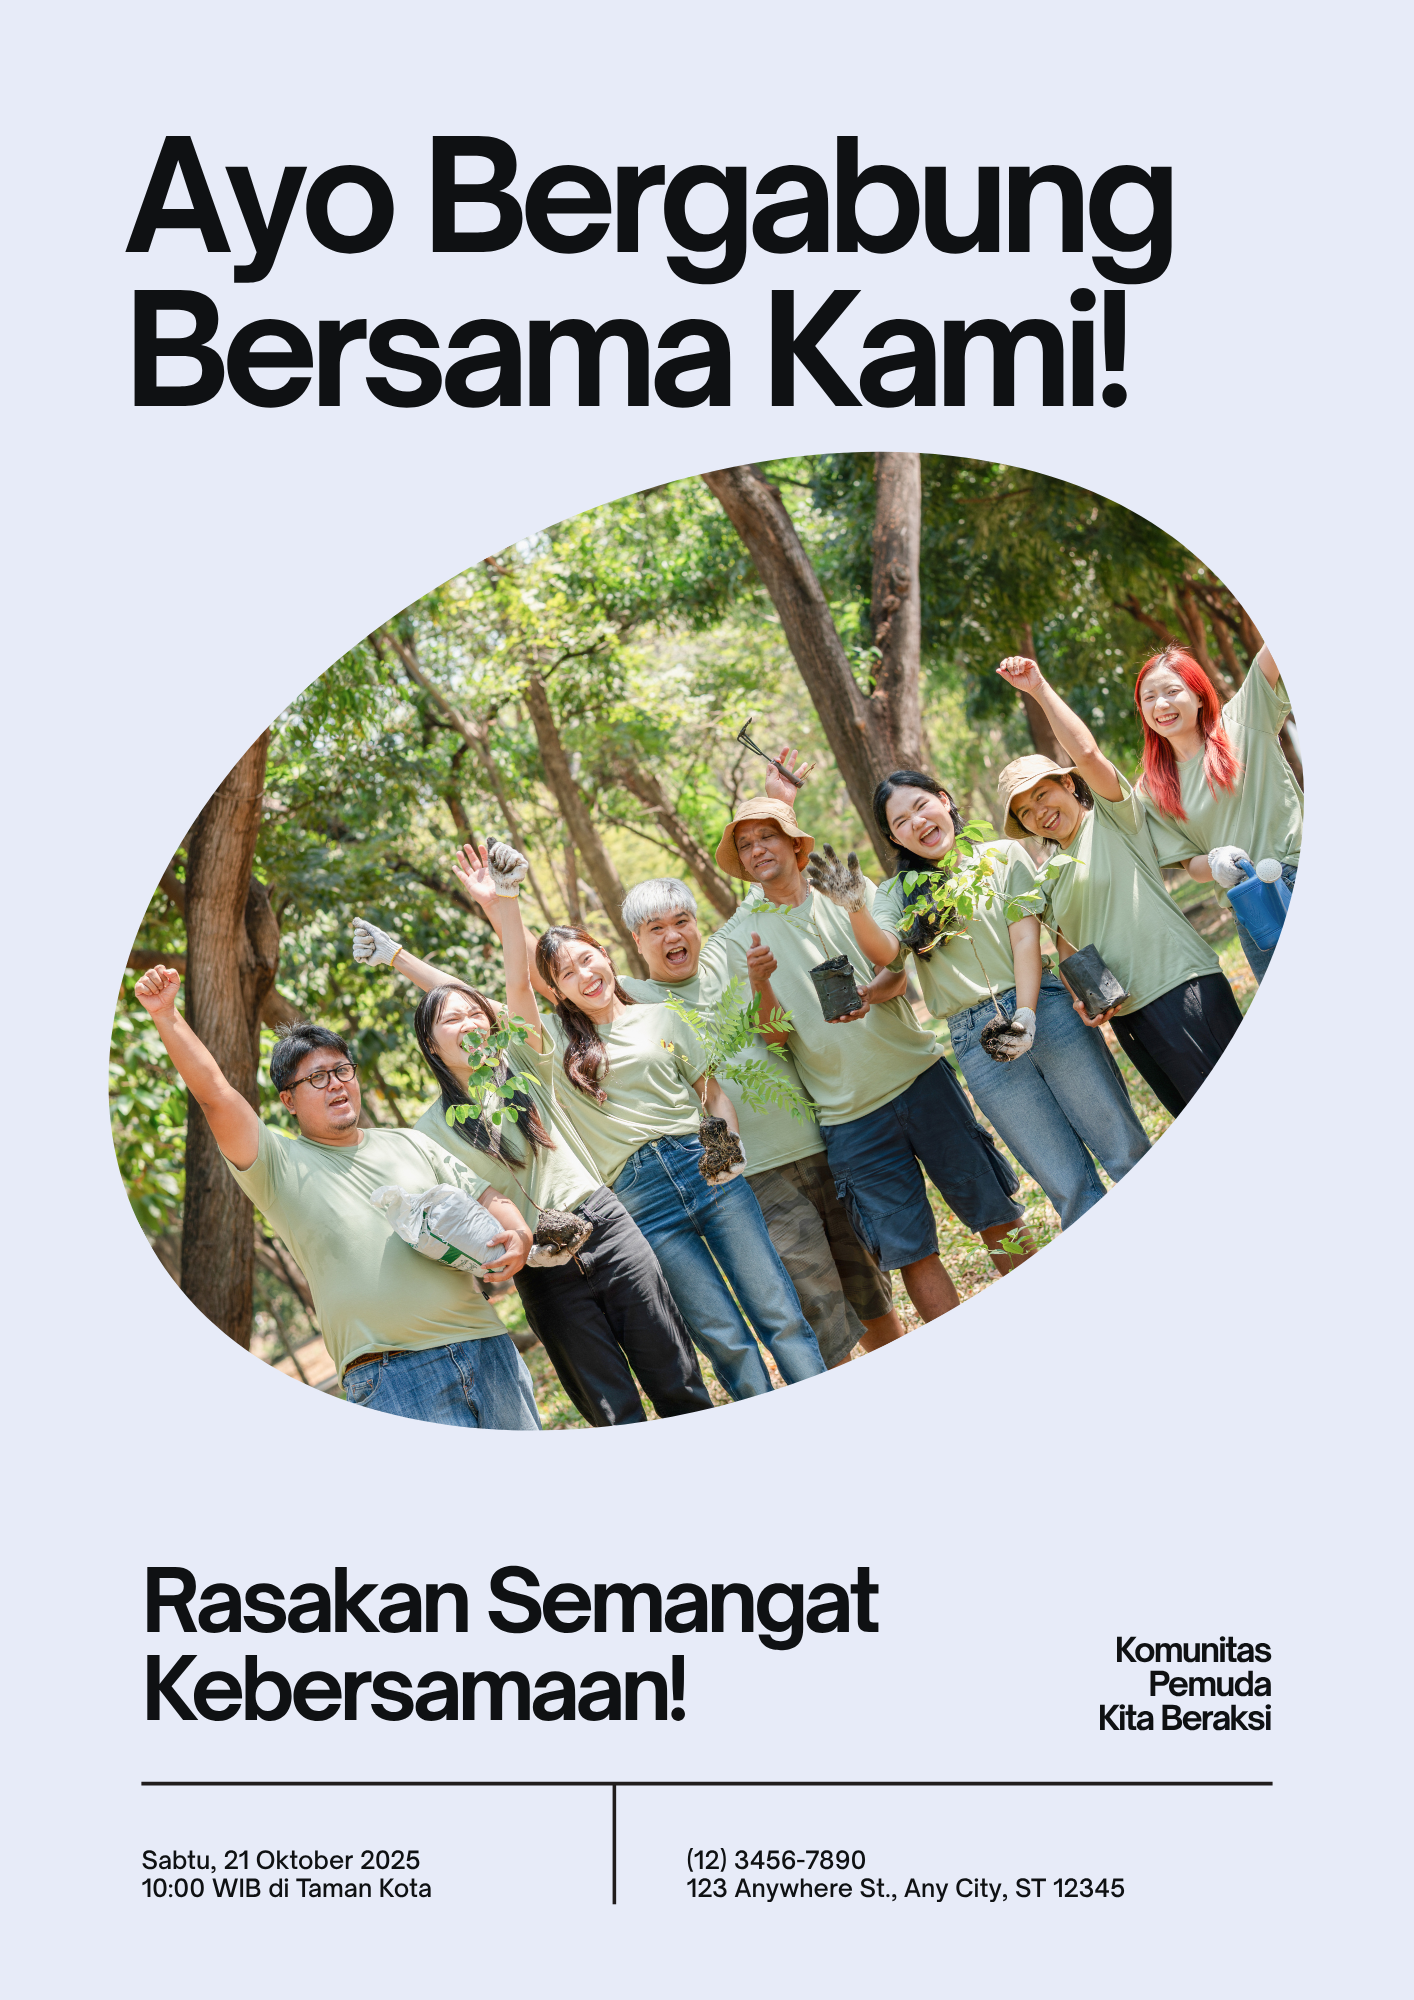 Ayo Bergabung
Bersama Kami!
Rasakan Semangat
Kebersamaan!
Komunitas
Pemuda
Kita Beraksi
Sabtu, 21 Oktober 2025
10:00 WIB di Taman Kota
(12) 3456-7890
123 Anywhere St., Any City, ST 12345